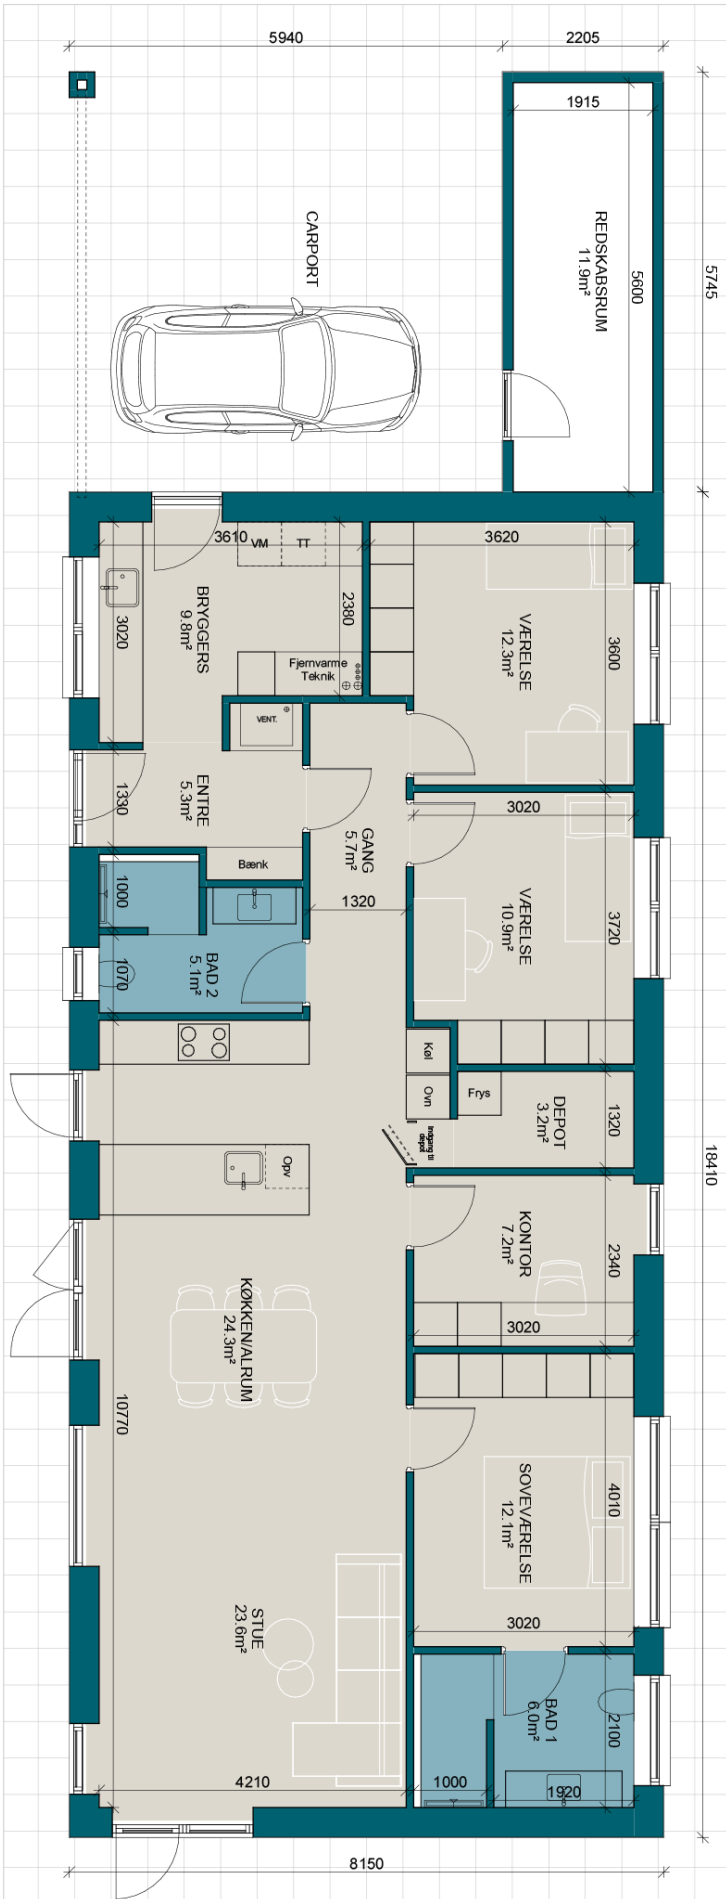 5940
2205
1915
5745
REDSKABSRUM
11.9m²
5600
CARPORT
3610
VM
TT
3620
BRYGGERS
9.8m²
2380
3020
Fjernvarme
Teknik
VÆRELSE
12.3m²
3600
VENT.
ENTRE
5.3m²
1330
GANG
5.7m²
3020
Bænk
1000
1320
VÆRELSE
10.9m²
3720
BAD 2
5.1m²
1070
Køl
Ovn
Frys
DEPOT
3.2m²
1320
Indgang til
depot
18410
Opv
KONTOR
7.2m²
2340
3020
KØKKEN/ALRUM
24.3m²
10770
SOVEVÆRELSE
12.1m²
4010
3020
STUE
23.6m²
BAD 1
6.0m²
2100
4210
1000
1920
8150